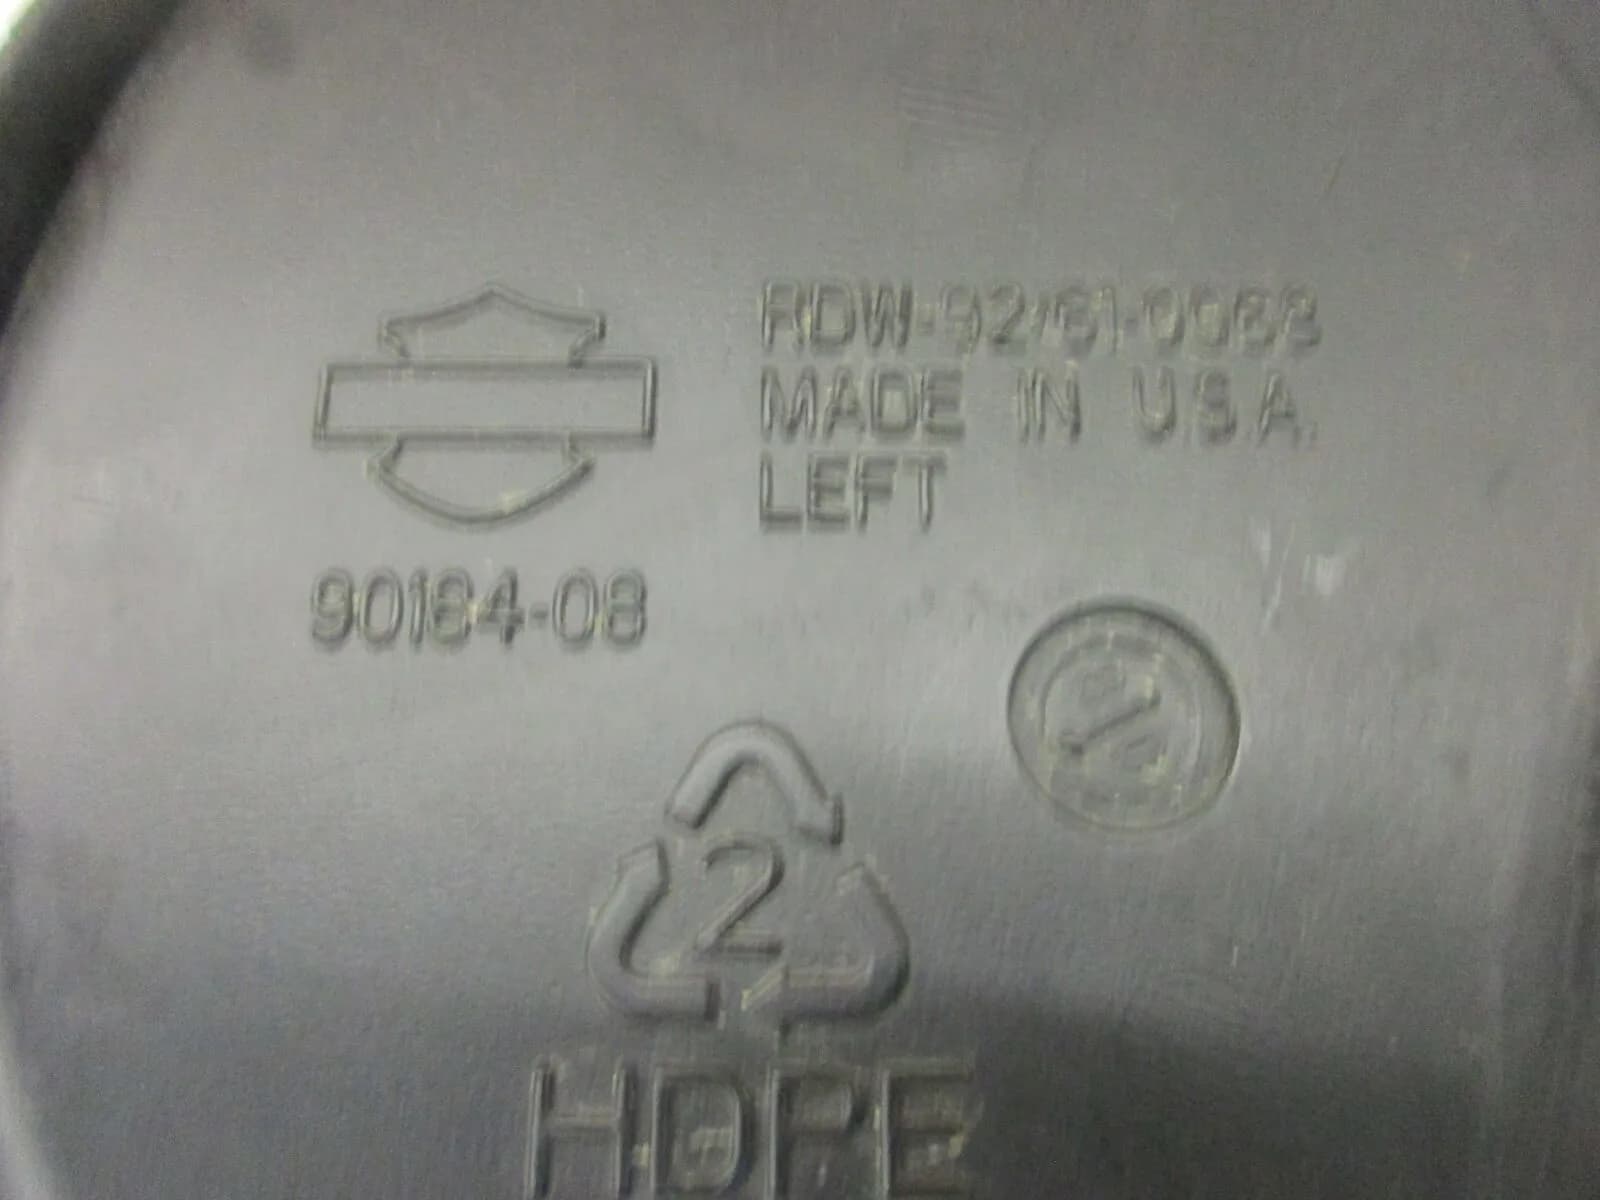 MADE IN U.S.A.
LEFT
90184-08
2
HDPE